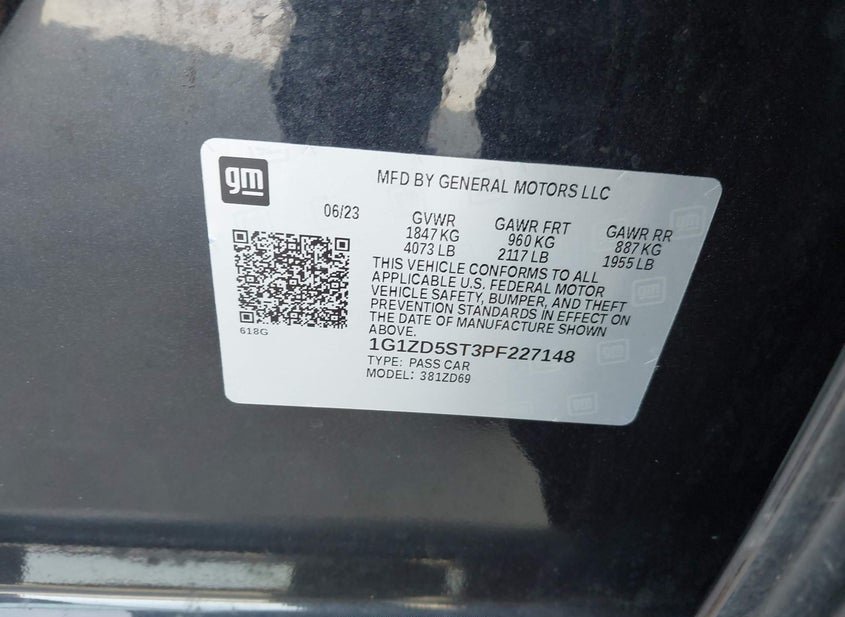 gm
MFD BY GENERAL MOTORS LLC
06/23
GVWR GAWR FRT GAWR RR
1847 KG 960 KG 887 KG
4073 LB 2117 LB 1955 LB
THIS VEHICLE CONFORMS TO ALL
APPLICABLE U.S. FEDERAL MOTOR
VEHICLE SAFETY, BUMPER, AND THEFT
PREVENTION STANDARDS IN EFFECT ON
THE DATE OF MANUFACTURE SHOWN
ABOVE.
618G
1G1ZD5ST3PF227148
TYPE: PASS CAR
MODEL: 381ZD69